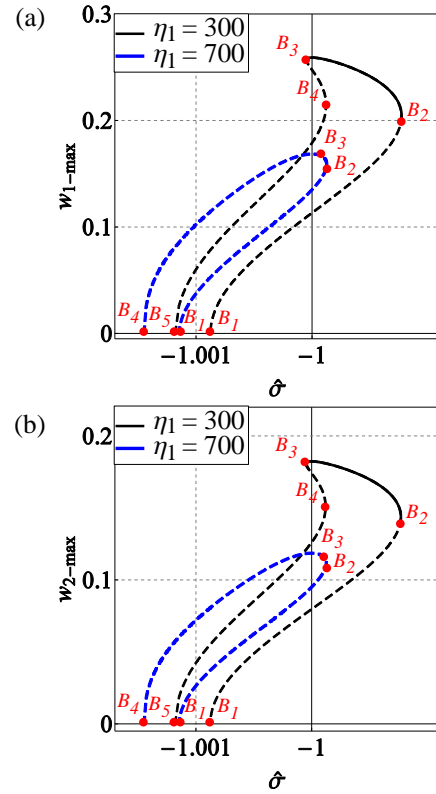 (a)
0.3
η₁ = 300
η₁ = 700
B₃
B₄
B₂
0.2
B₃
B₂
w₁₋max
0.1
B₄ B₅ B₁ B₁
0
−1.001 −1
σ̂
(b)
η₁ = 300
η₁ = 700
0.2
B₃
B₄
B₂
B₃
B₂
w₂₋max
0.1
B₄ B₅ B₁ B₁
0
−1.001 −1
σ̂